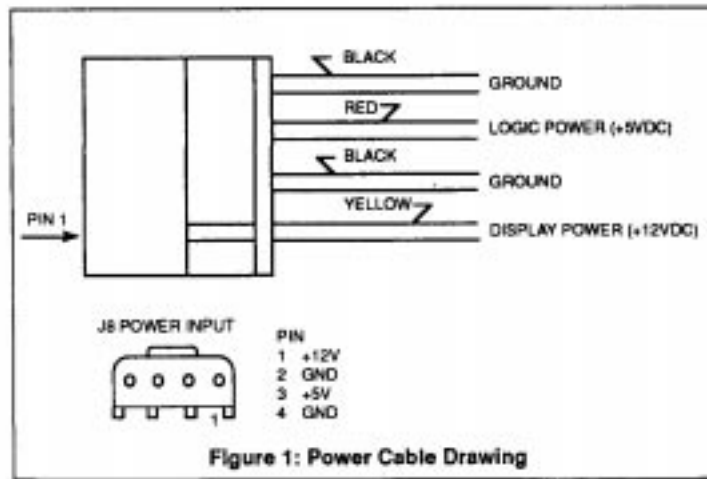 BLACK
GROUND
RED
LOGIC POWER (+5VDC)
BLACK
GROUND
YELLOW
PIN 1
DISPLAY POWER (+12VDC)
J8 POWER INPUT
PIN
1 +12V
2 GND
3 +5V
4 GND
1
Figure 1: Power Cable Drawing